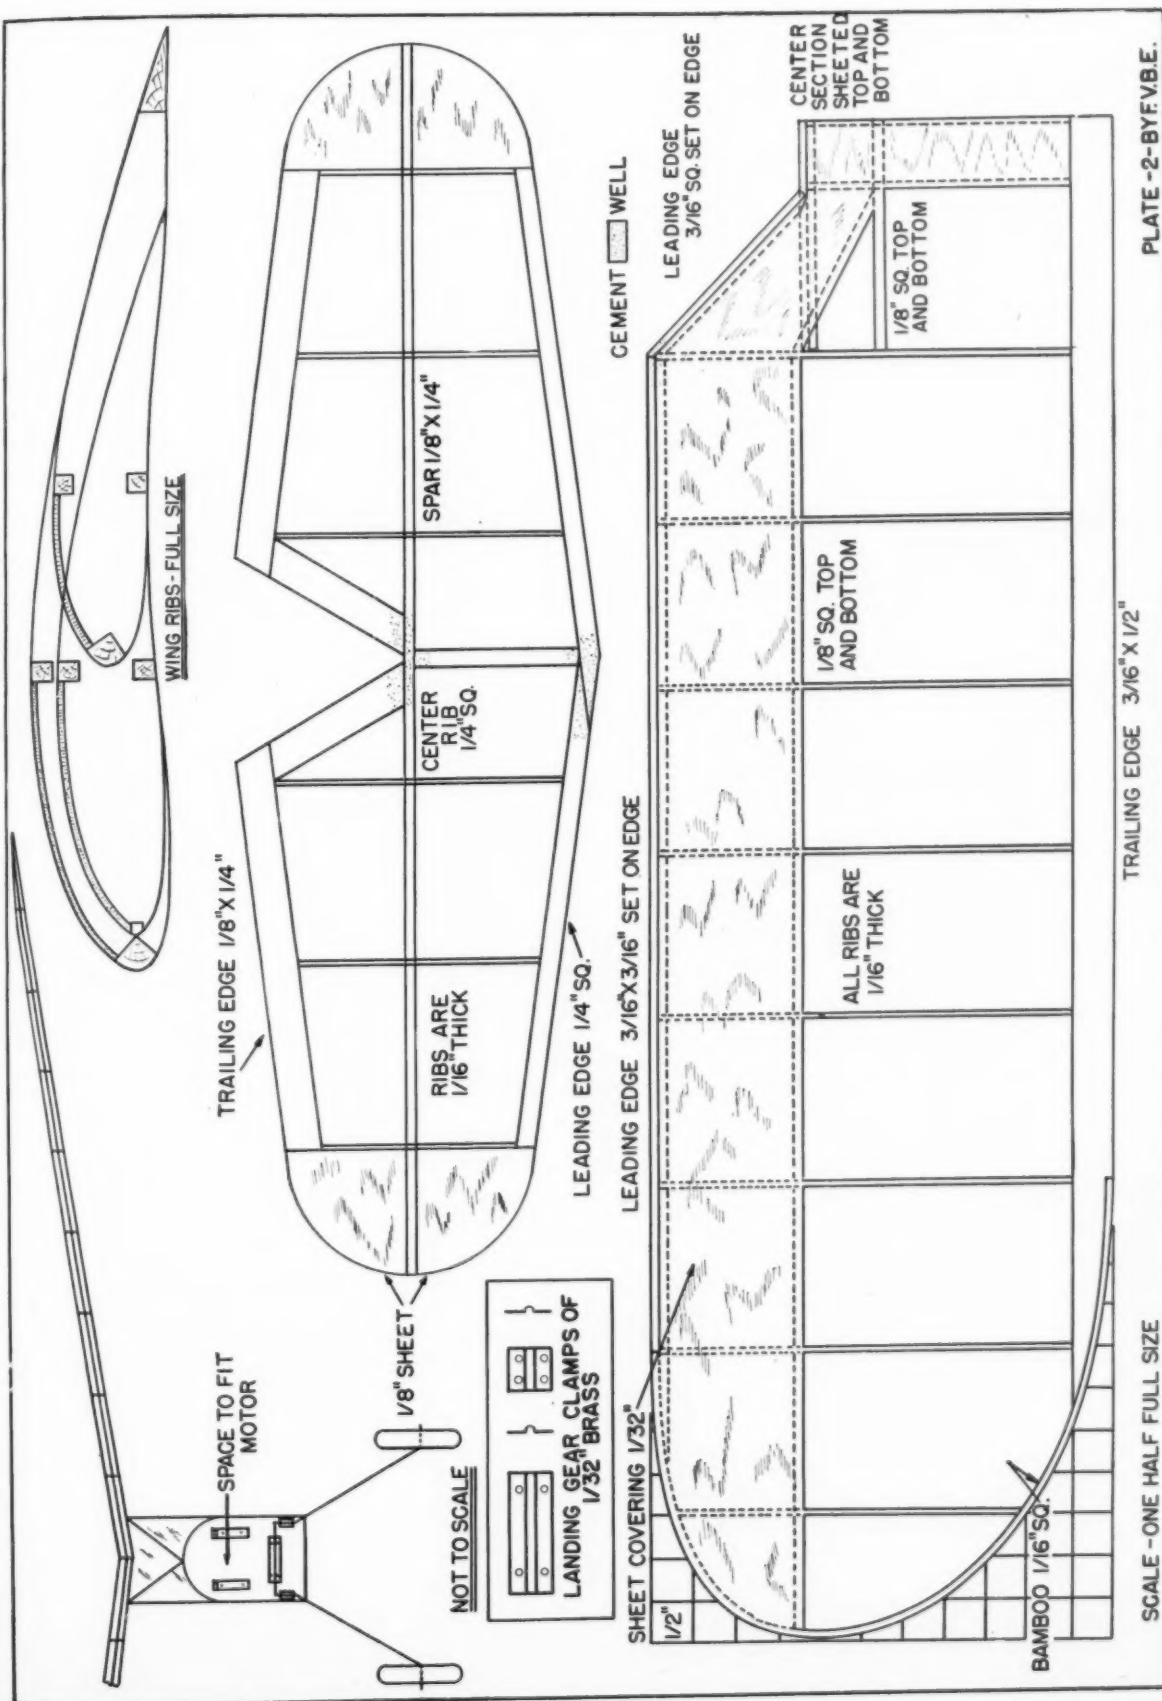 SPACE TO FIT
MOTOR
NOT TO SCALE
LANDING GEAR CLAMPS OF
1/32" BRASS
WING RIBS - FULL SIZE
TRAILING EDGE 1/8" X 1/4"
1/8" SHEET
RIBS ARE
1/16" THICK
CENTER
RIB
1/4" SQ.
SPAR 1/8" X 1/4"
LEADING EDGE 1/4" SQ.
CEMENT WELL
LEADING EDGE
3/16" SQ. SET ON EDGE
CENTER
SECTION
SHEETED
TOP AND
BOTTOM
LEADING EDGE 3/16" X 3/16" SET ON EDGE
SHEET COVERING 1/32"
1/2"
ALL RIBS ARE
1/16" THICK
1/8" SQ. TOP
AND BOTTOM
1/8" SQ. TOP
AND BOTTOM
BAMBOO 1/16" SQ.
TRAILING EDGE 3/16" X 1/2"
SCALE - ONE HALF FULL SIZE
PLATE - 2 - BY F.V.B.E.